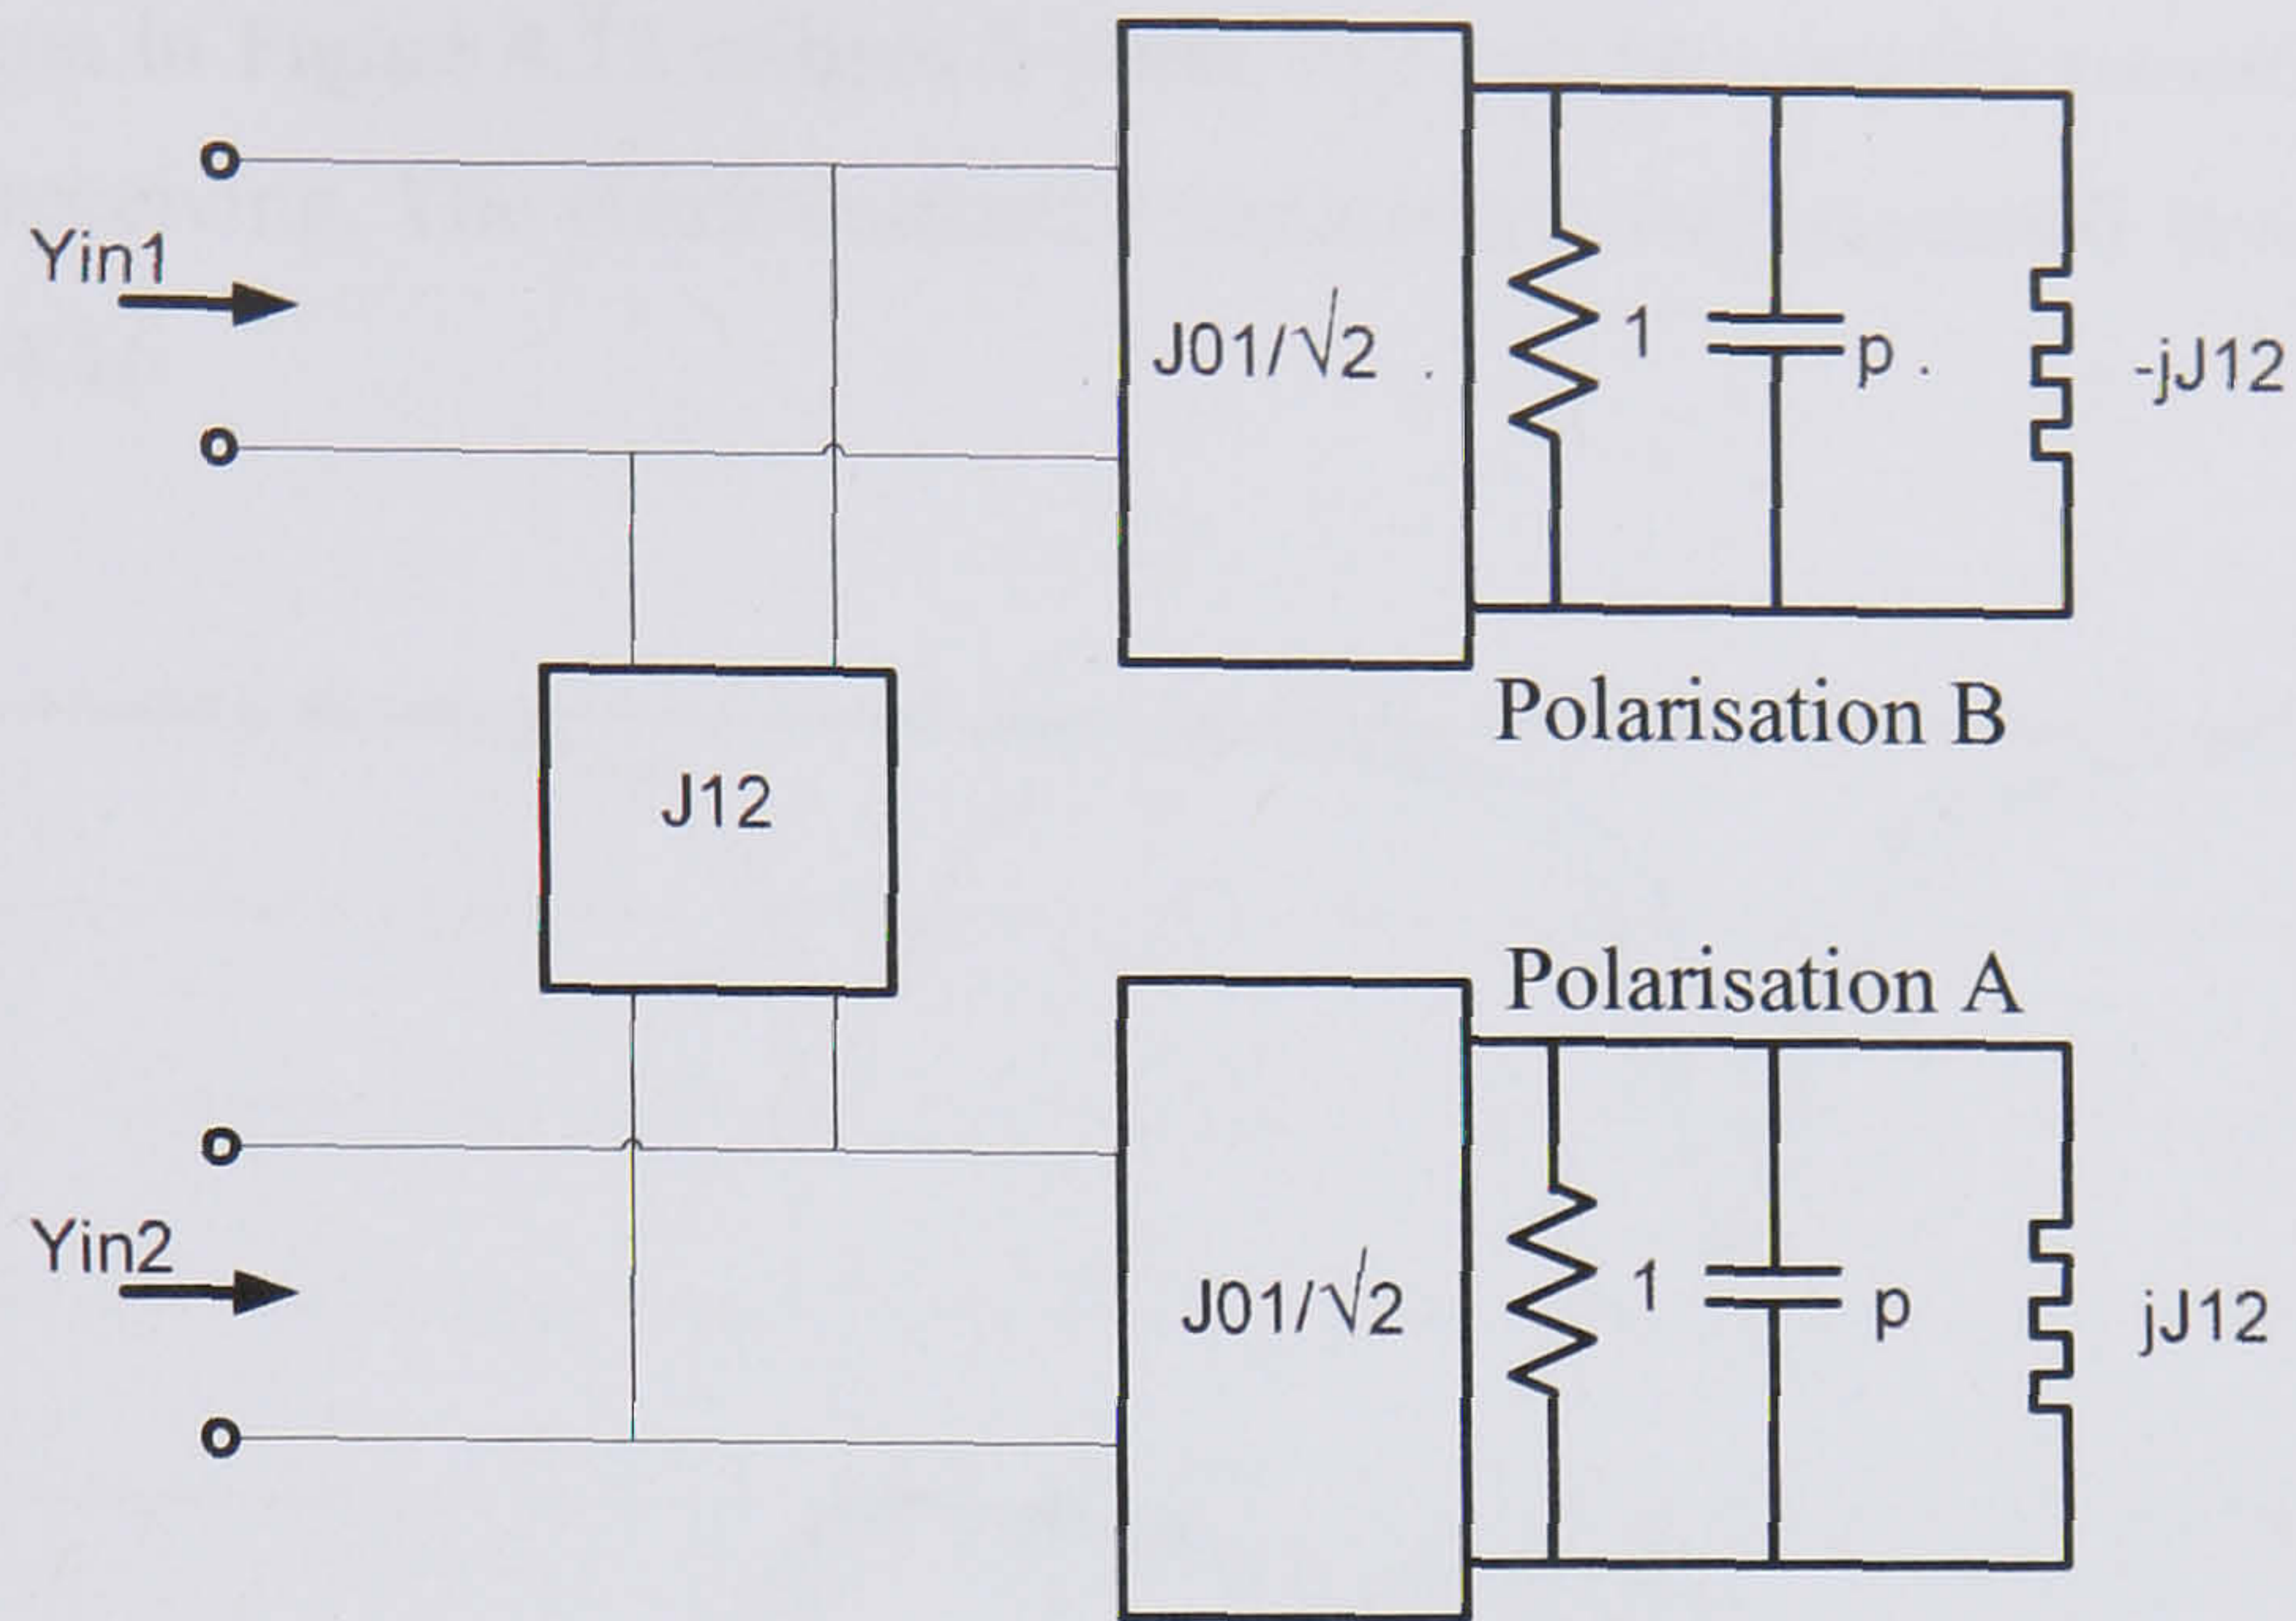 Yin1
J01/√2 .
1
p .
-jJ12
Polarisation B
J12
Polarisation A
Yin2
J01/√2
1
p
jJ12